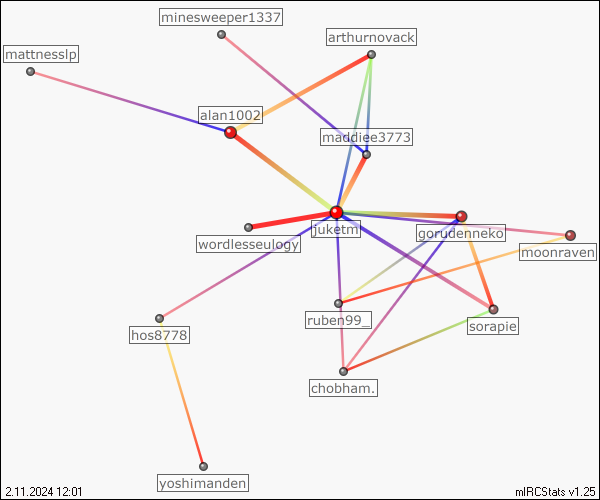 minesweeper1337
arthurnovack
mattnesslp
alan1002
maddiee3773
juketm
gorudenneko
wordlesseulogy
moonraven
ruben99_
sorapie
hos8778
chobham.
yoshimanden
2.11.2024 12:01
mIRCStats v1.25